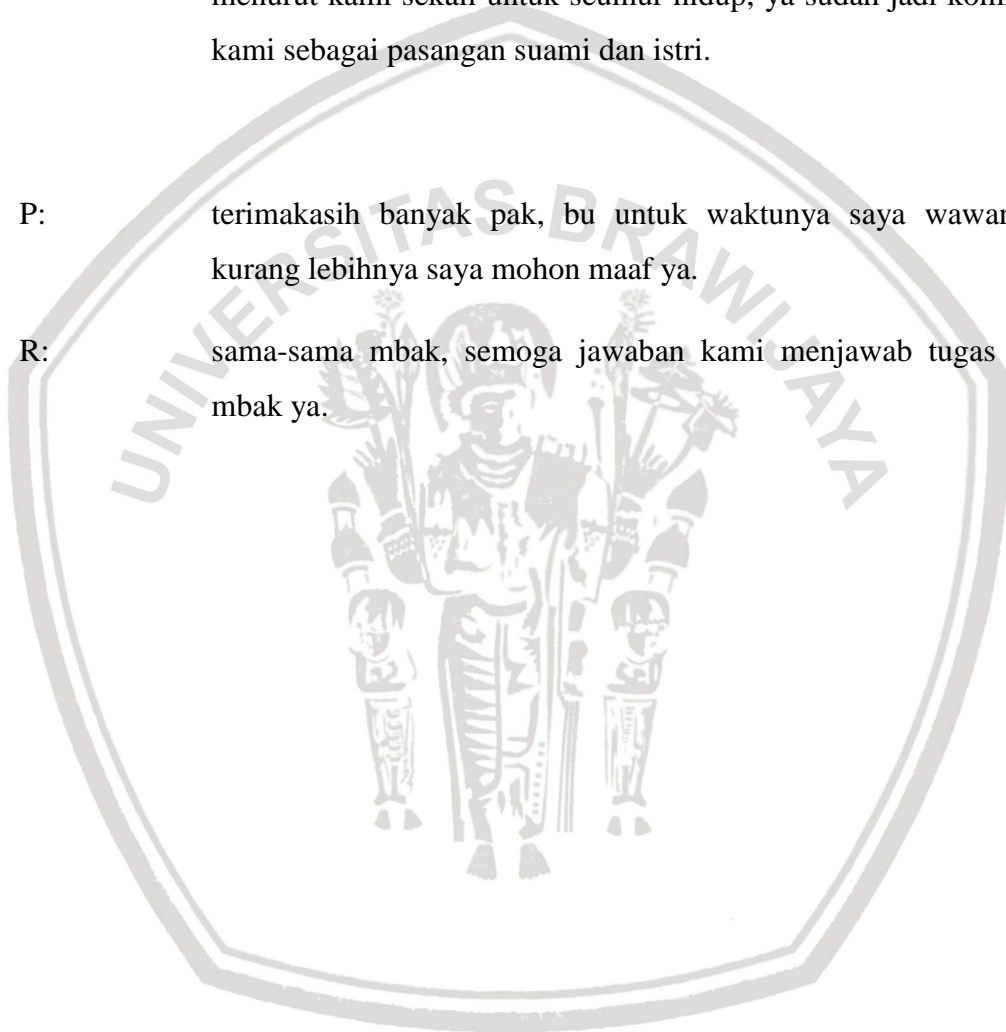 menurut kami sekali untuk seumur hidup, ya sudah jadi
kami sebagai pasangan suami dan istri.
P: terimakasih banyak pak, bu untuk waktunya saya
kurang lebihnya saya mohon maaf ya.
R: sama-sama mbak, semoga jawaban kami menjawab tugas
mbak ya.
UNIVERSITAS BRAWIJAYA